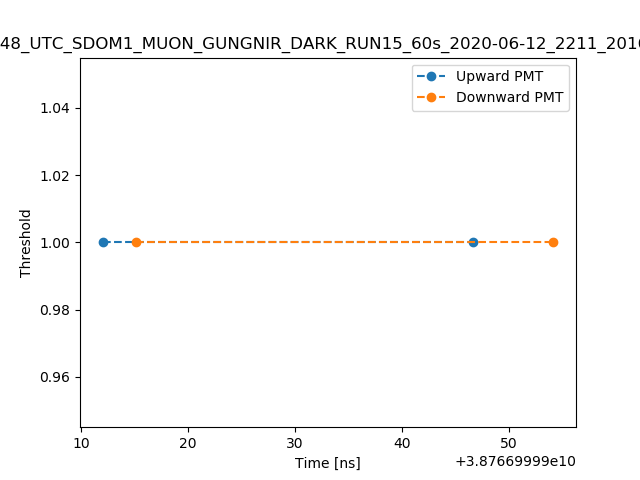 48_UTC_SDOM1_MUON_GUNGNIR_DARK_RUN15_60s_2020-06-12_2211_201
Upward PMT
Downward PMT
1.04
1.02
1.00
0.98
0.96
Threshold
10 20 30 40 50
Time [ns]
+3.87669999e10